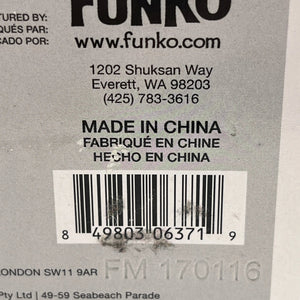 FUNKO
TURED BY:
QUÉS PAR:
CADO POR:
www.funko.com
1202 Shuksan Way
Everett, WA 98203
(425) 783-3616
MADE IN CHINA
FABRIQUÉ EN CHINE
HECHO EN CHINA
8 49803 06371 9
LONDON SW11 9AR
FM 170116
Pty Ltd | 49-59 Seabeach Parade